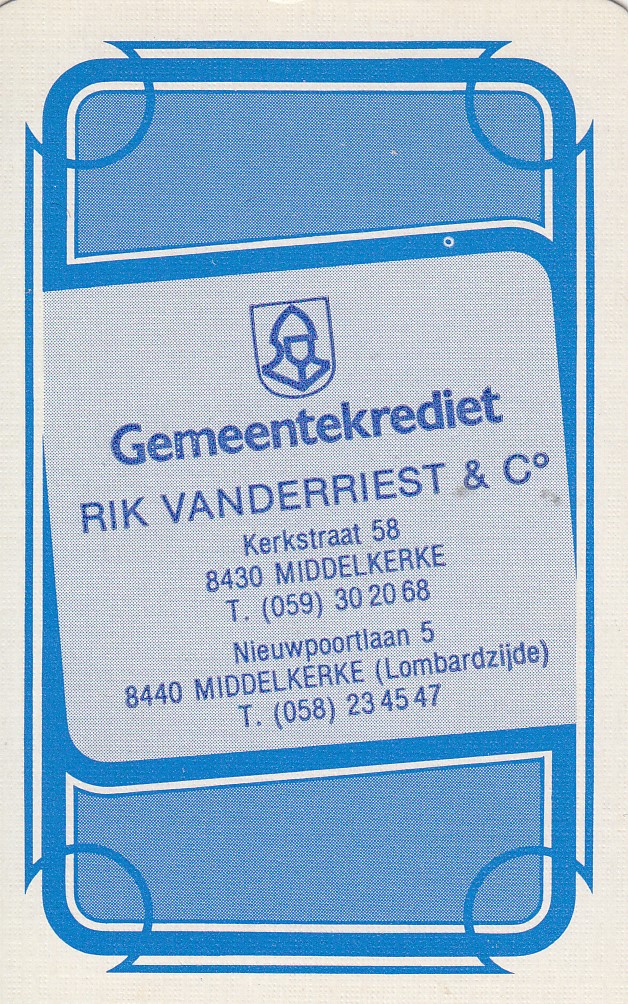 Gemeentekrediet
RIK VANDERRIEST & Cº
Kerkstraat 58
8430 MIDDELKERKE
T. (059) 30 20 68
Nieuwpoortlaan 5
8440 MIDDELKERKE (Lombardzijde)
T. (058) 23 45 47